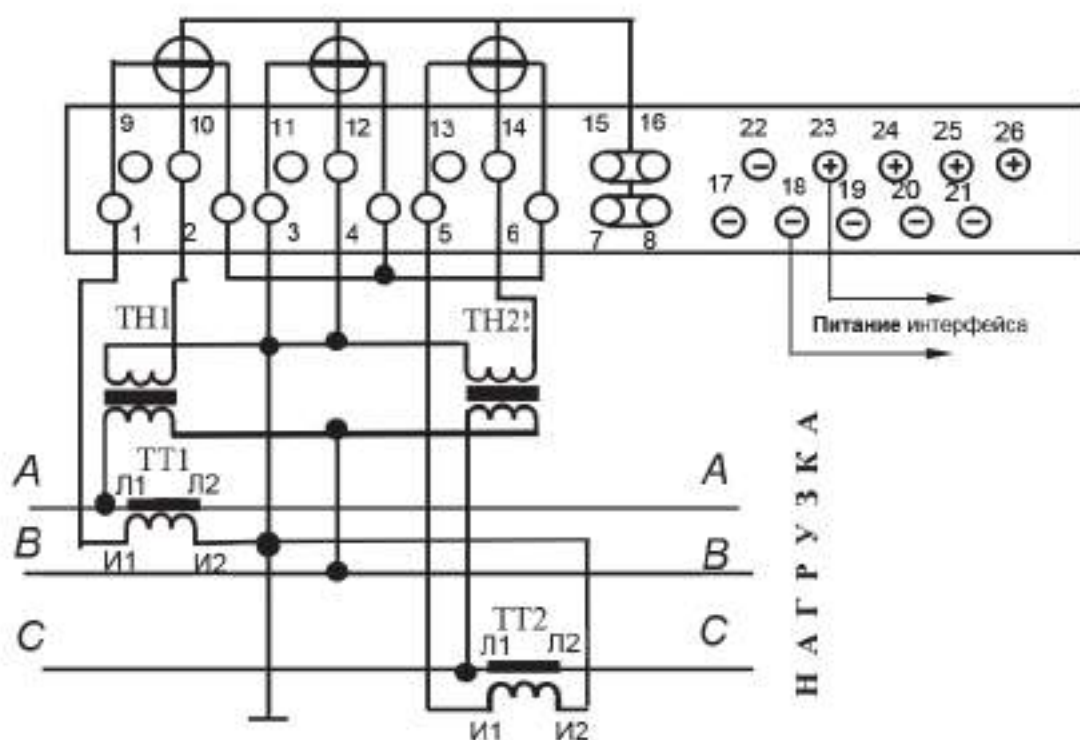 9 10 11 12 13 14 15 16 22 23 24 25 26
17 18 19 20 21
1 2 3 4 5 6 7 8
ТН1 ТН2
Питание интерфейса
ТТ1
A Л1 Л2 A
B И1 И2 B
ТТ2
C Л1 Л2 C
И1 И2
НАГРУЗКА